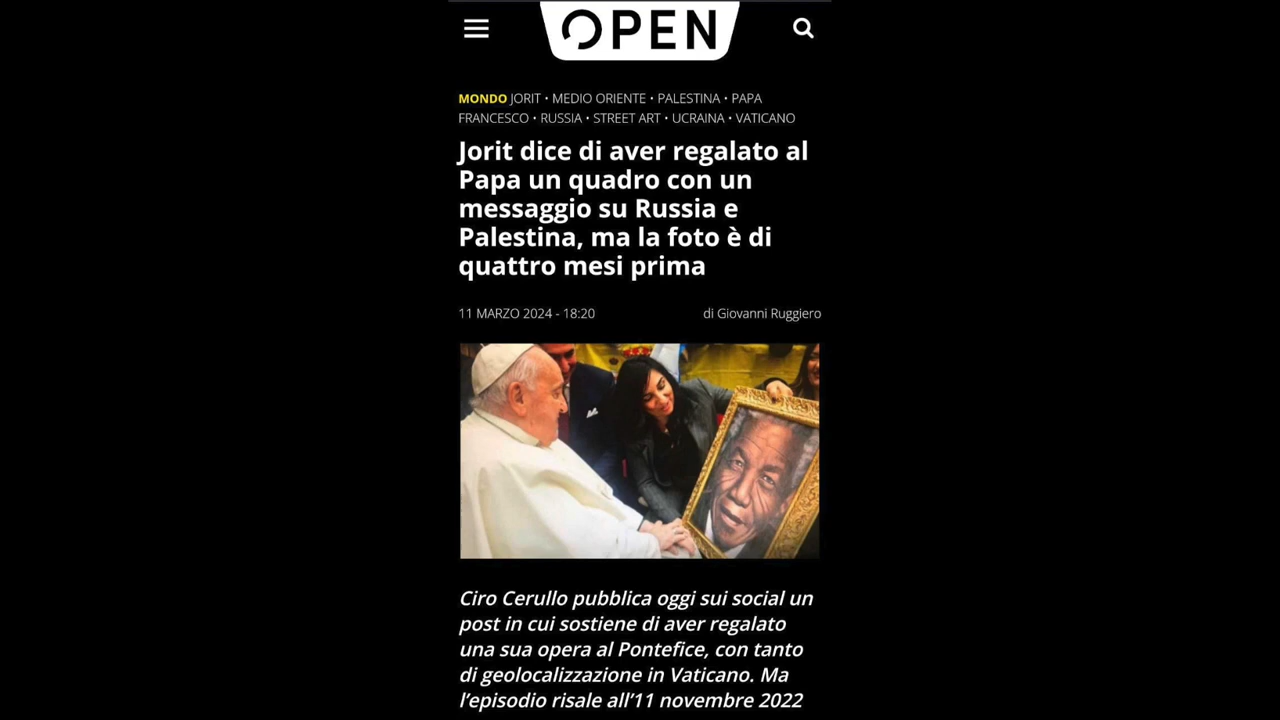 OPEN
MONDO JORIT • MEDIO ORIENTE • PALESTINA • PAPA
FRANCESCO • RUSSIA • STREET ART • UCRAINA • VATICANO
Jorit dice di aver regalato al
Papa un quadro con un
messaggio su Russia e
Palestina, ma la foto è di
quattro mesi prima
11 MARZO 2024 - 18:20
di Giovanni Ruggiero
Ciro Cerullo pubblica oggi sui social un
post in cui sostiene di aver regalato
una sua opera al Pontefice, con tanto
di geolocalizzazione in Vaticano. Ma
l’episodio risale all’11 novembre 2022